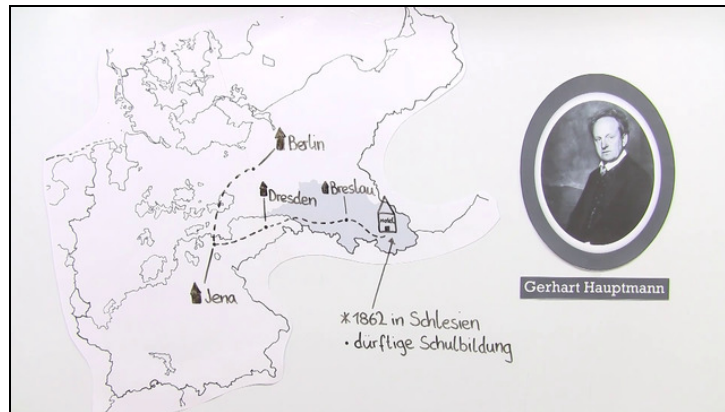 Berlin
Dresden
Breslau
Jena
*1862 in Schlesien
• dürftige Schulbildung
Gerhart Hauptmann